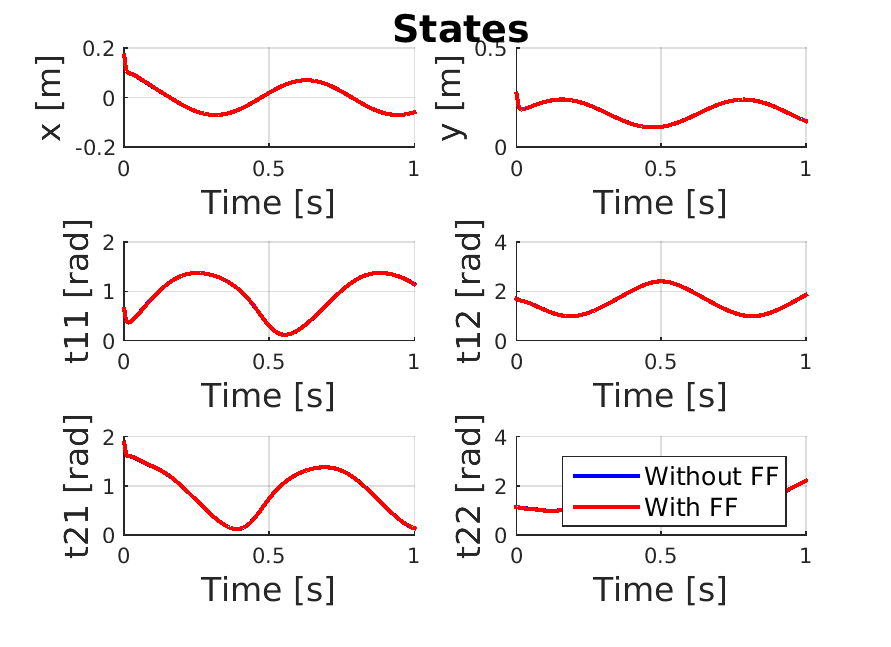 States
x [m]
0.2
0
-0.2
0 0.5 1
Time [s]
y [m]
0.5
0
0 0.5 1
Time [s]
t11 [rad]
2
1
0
0 0.5 1
Time [s]
t12 [rad]
4
2
0
0 0.5 1
Time [s]
t21 [rad]
2
1
0
0 0.5 1
Time [s]
t22 [rad]
4
2
0
0 0.5 1
Time [s]
Without FF
With FF